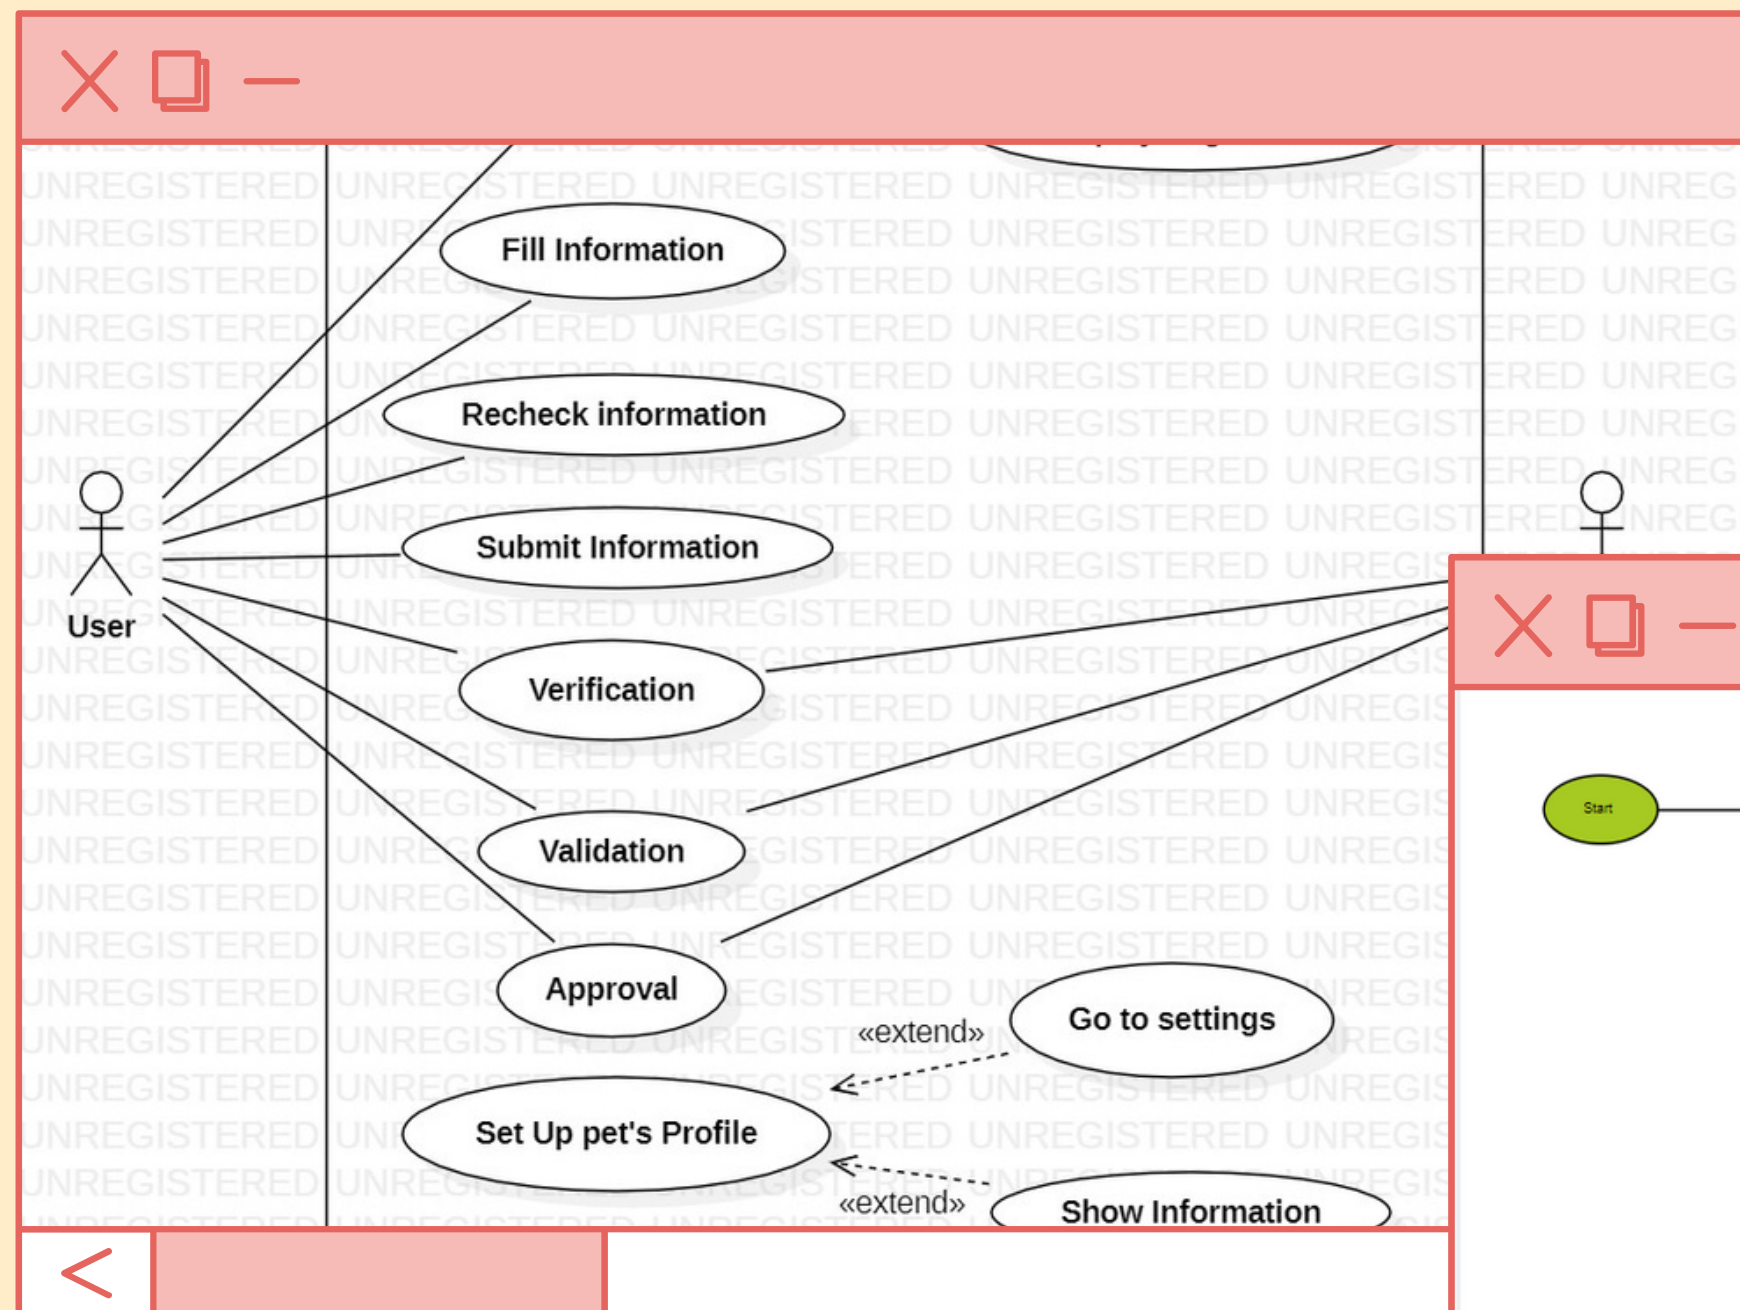 Fill Information
Recheck information
Submit Information
User
Verification
Start
Validation
Approval
Go to settings
«extend»
Set Up pet's Profile
«extend»
Show Information
UNREGISTERED